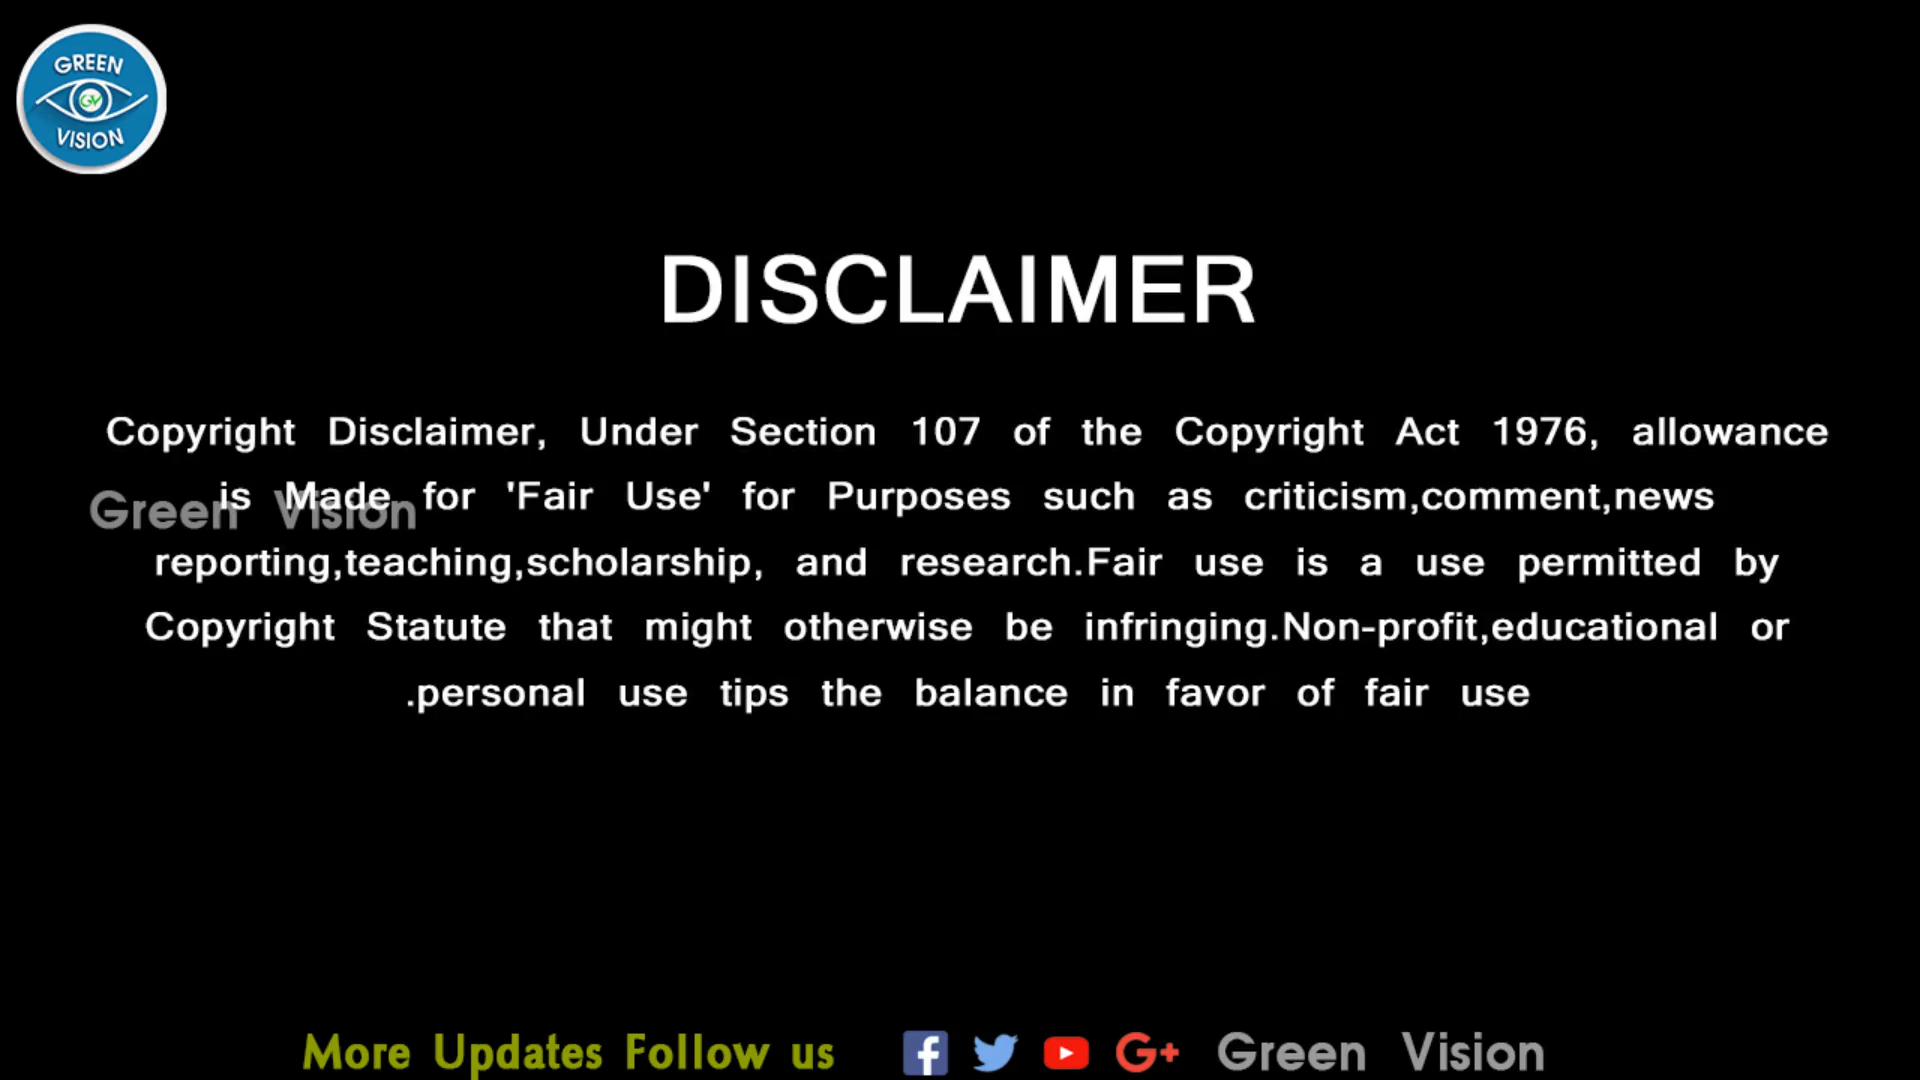 GREEN
GV
VISION
DISCLAIMER
Copyright Disclaimer, Under Section 107 of the Copyright Act 1976, allowance
is Made for 'Fair Use' for Purposes such as criticism,comment,news
Green Vision
reporting,teaching,scholarship, and research.Fair use is a use permitted by
Copyright Statute that might otherwise be infringing.Non-profit,educational or
.personal use tips the balance in favor of fair use
More Updates Follow us f G+ Green Vision